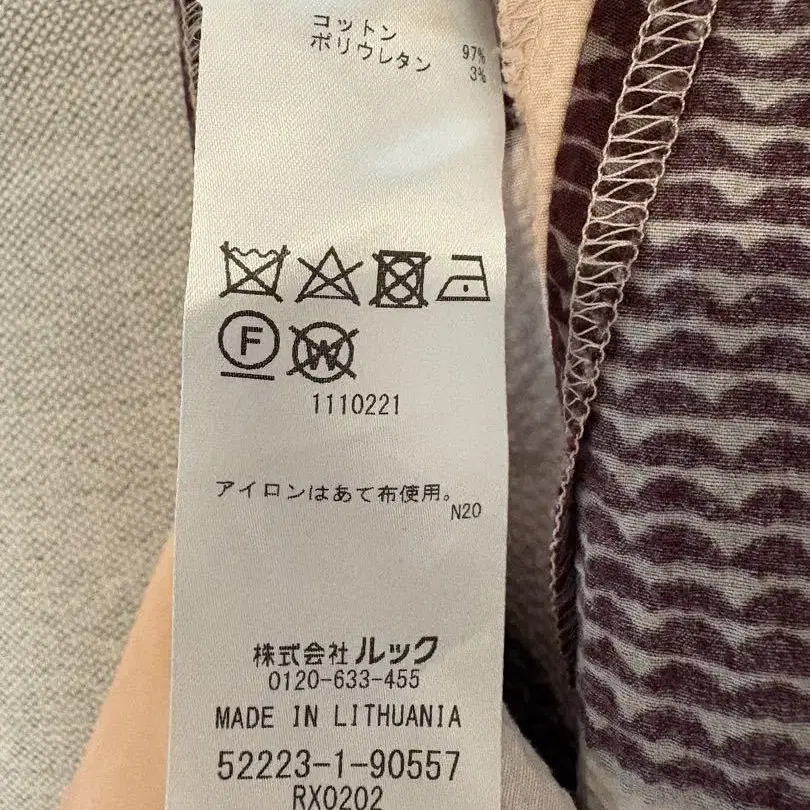 コットン 97%
ポリウレタン 3%
F W
1110221
アイロンはあて布使用。
N20
株式会社 ルック
0120-633-455
MADE IN LITHUANIA
52223-1-90557
RX0202